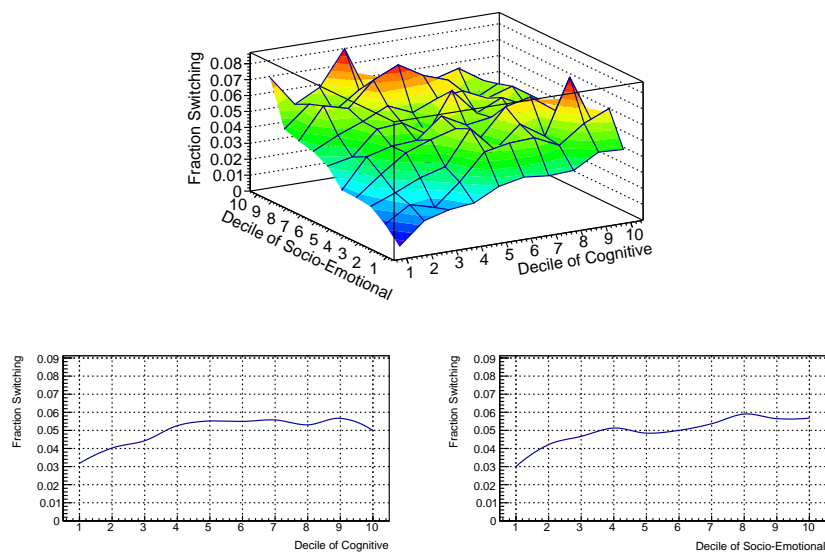 Fraction Switching
0.08
0.07
0.06
0.05
0.04
0.03
0.02
0.01
0
10 9 8 7 6 5 4 3 2 1
Decile of Socio-Emotional
1 2 3 4 5 6 7 8 9 10
Decile of Cognitive
Fraction Switching
0.09
0.08
0.07
0.06
0.05
0.04
0.03
0.02
0.01
0
1 2 3 4 5 6 7 8 9 10
Decile of Cognitive
Fraction Switching
0.09
0.08
0.07
0.06
0.05
0.04
0.03
0.02
0.01
0
1 2 3 4 5 6 7 8 9 10
Decile of Socio-Emotional